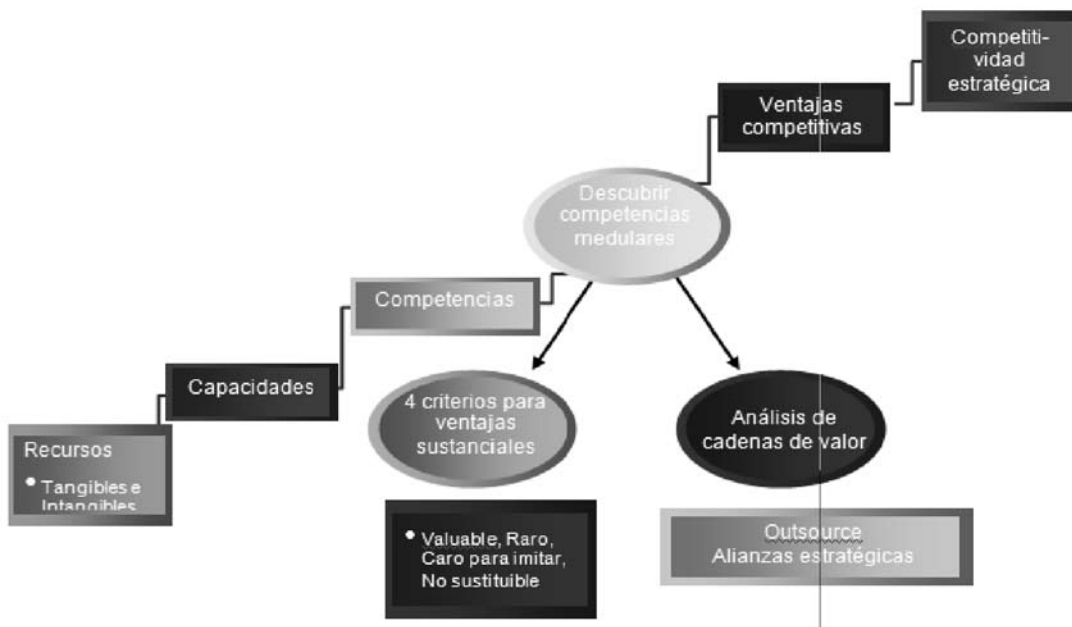 Competiti-
vidad
estratégica
Ventajas
competitivas
Descubrir
competencias
medulares
Competencias
Capacidades
Recursos
• Tangibles e
Intangibles
4 criterios para
ventajas
sustanciales
Análisis de
cadenas de valor
• Valuable, Raro,
Caro para imitar,
No sustituible
Outsource
Alianzas estratégicas